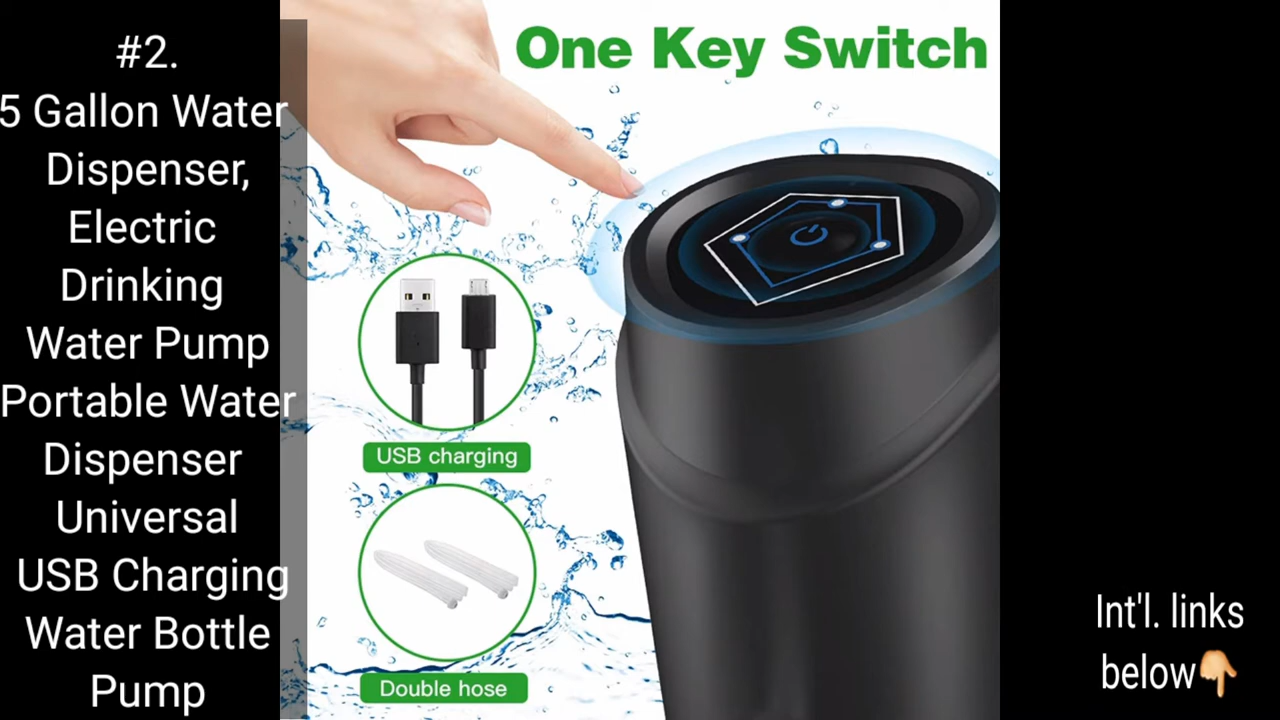 #2.
5 Gallon Water
Dispenser,
Electric
Drinking
Water Pump
Portable Water
Dispenser
Universal
USB Charging
Water Bottle
Pump
One Key Switch
USB charging
Double hose
Int'l. links
below👇🏼